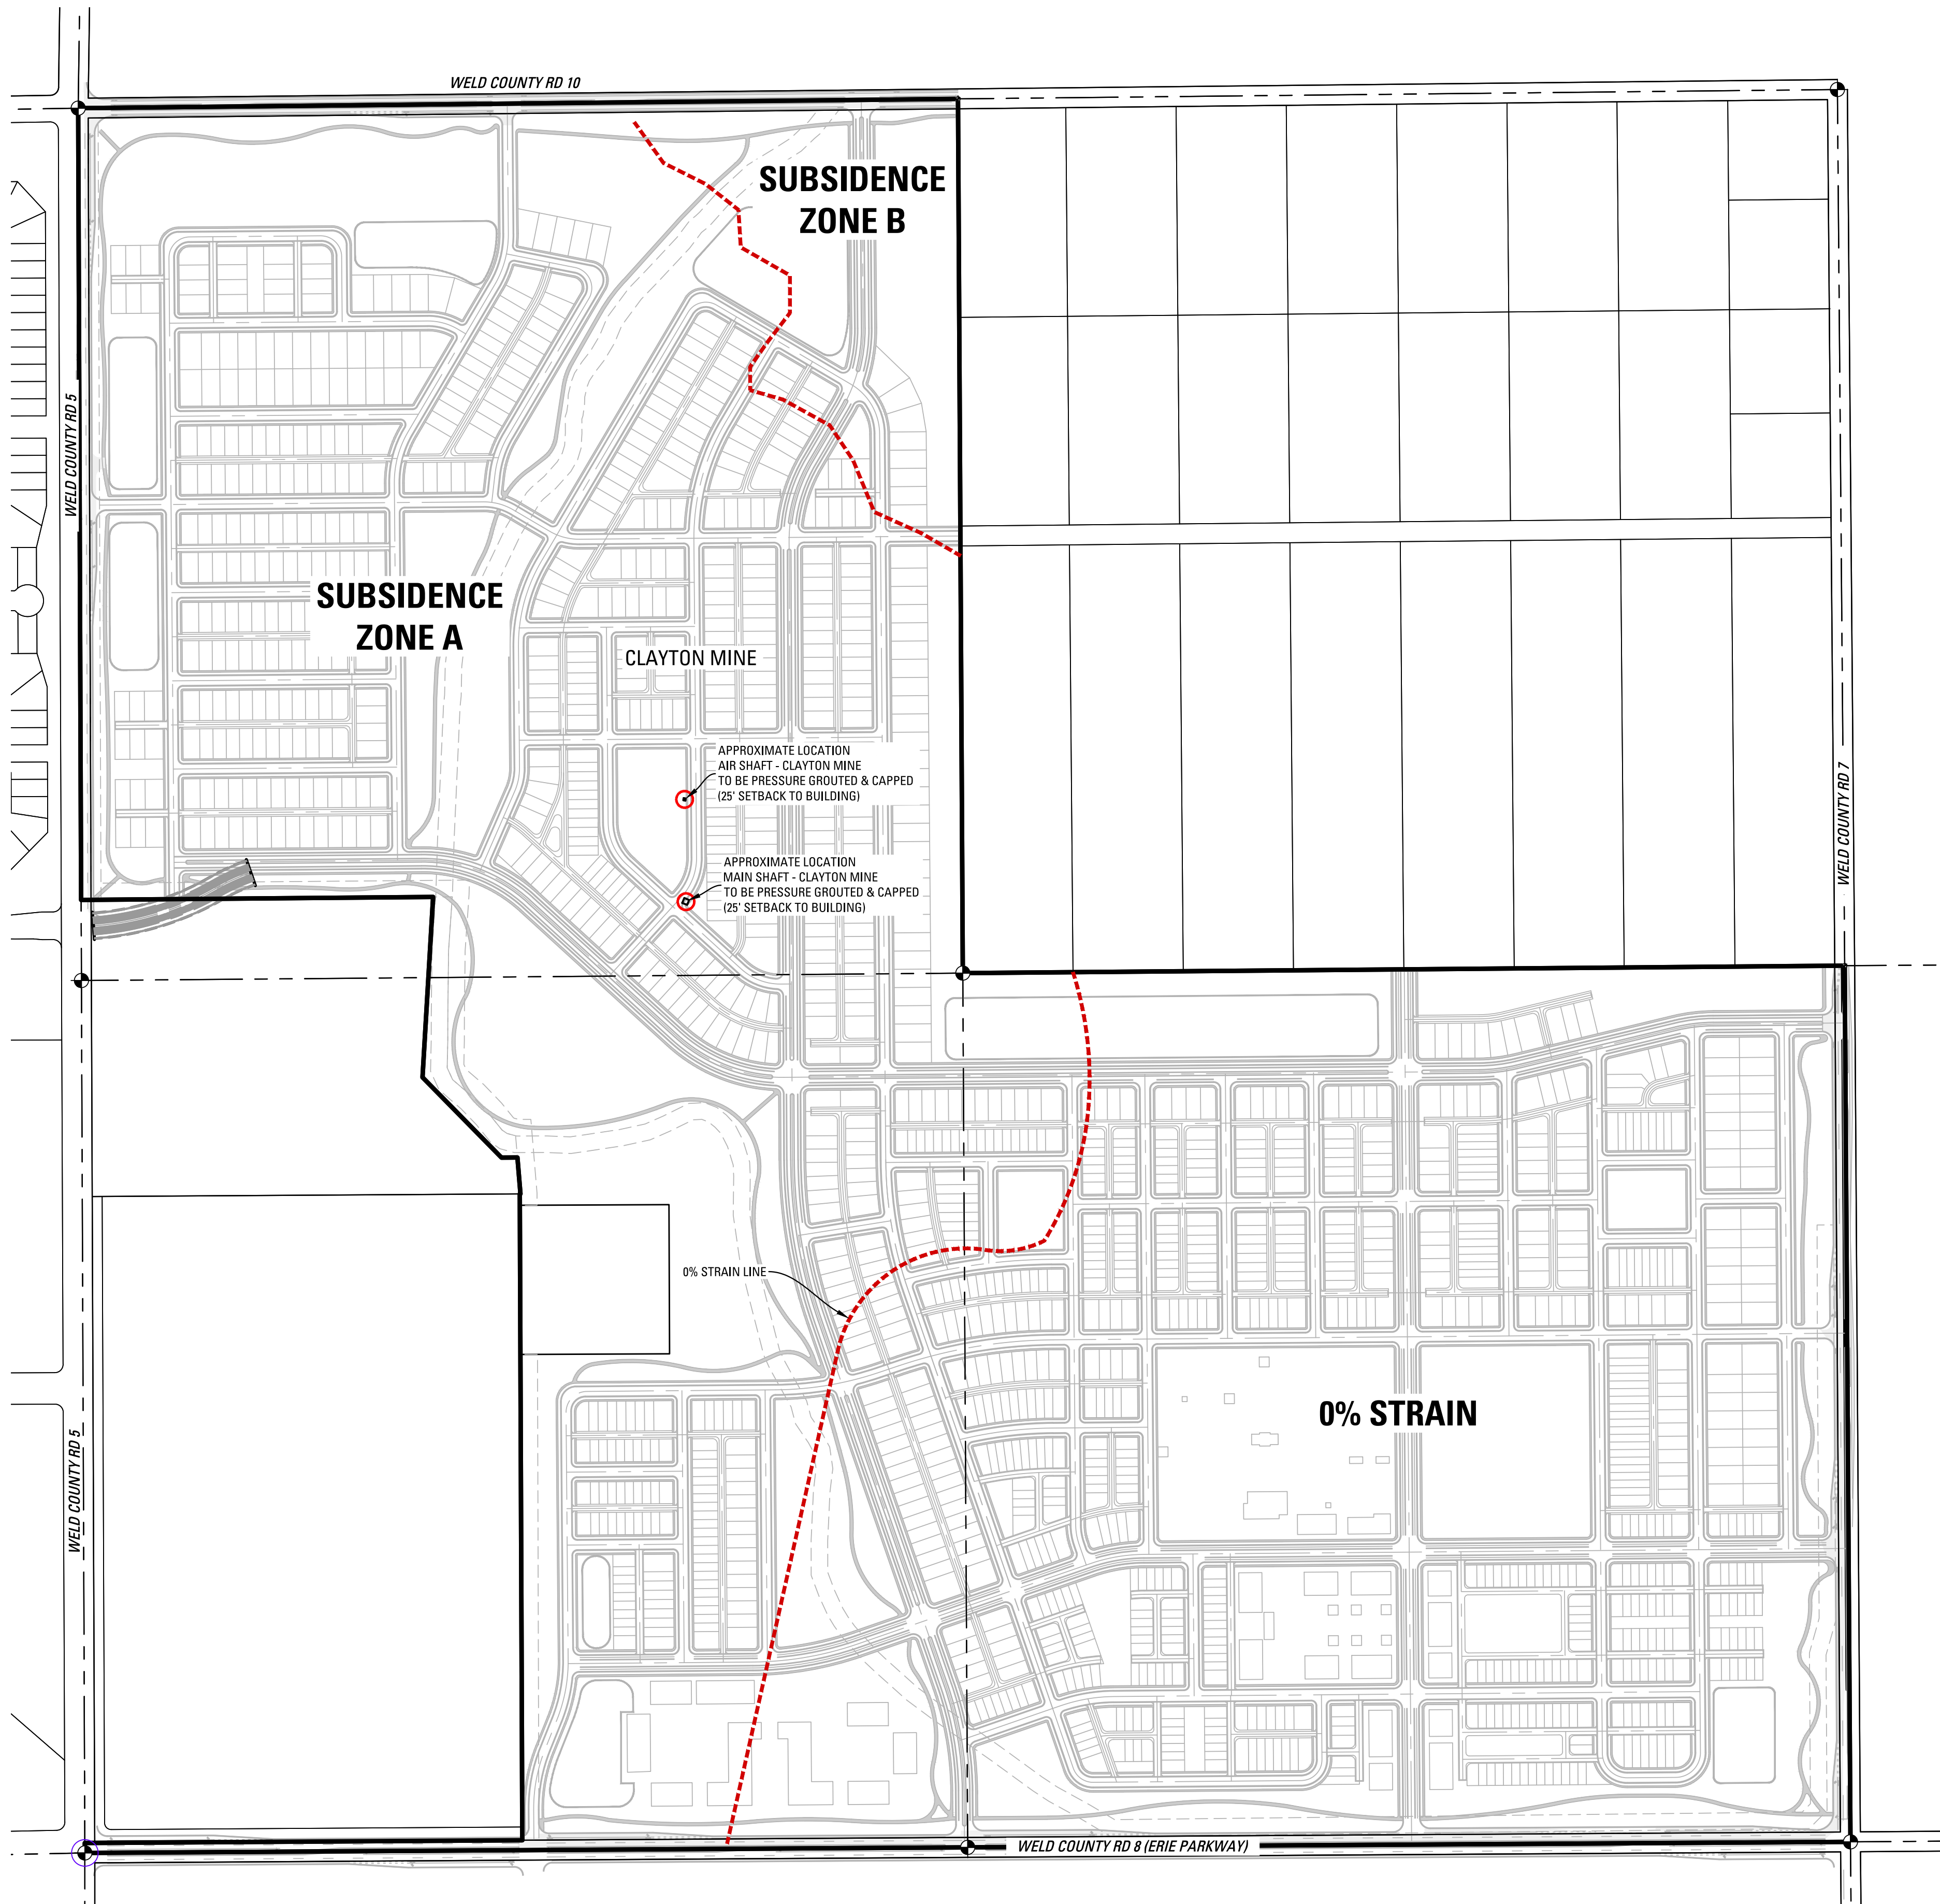 WELD COUNTY RD 10
SUBSIDENCE
ZONE B
WELD COUNTY RD 5
SUBSIDENCE
ZONE A
CLAYTON MINE
APPROXIMATE LOCATION
AIR SHAFT - CLAYTON MINE
TO BE PRESSURE GROUTED & CAPPED
(25' SETBACK TO BUILDING)
WELD COUNTY RD 7
APPROXIMATE LOCATION
MAIN SHAFT - CLAYTON MINE
TO BE PRESSURE GROUTED & CAPPED
(25' SETBACK TO BUILDING)
0% STRAIN LINE
0% STRAIN
WELD COUNTY RD 5
WELD COUNTY RD 8 (ERIE PARKWAY)